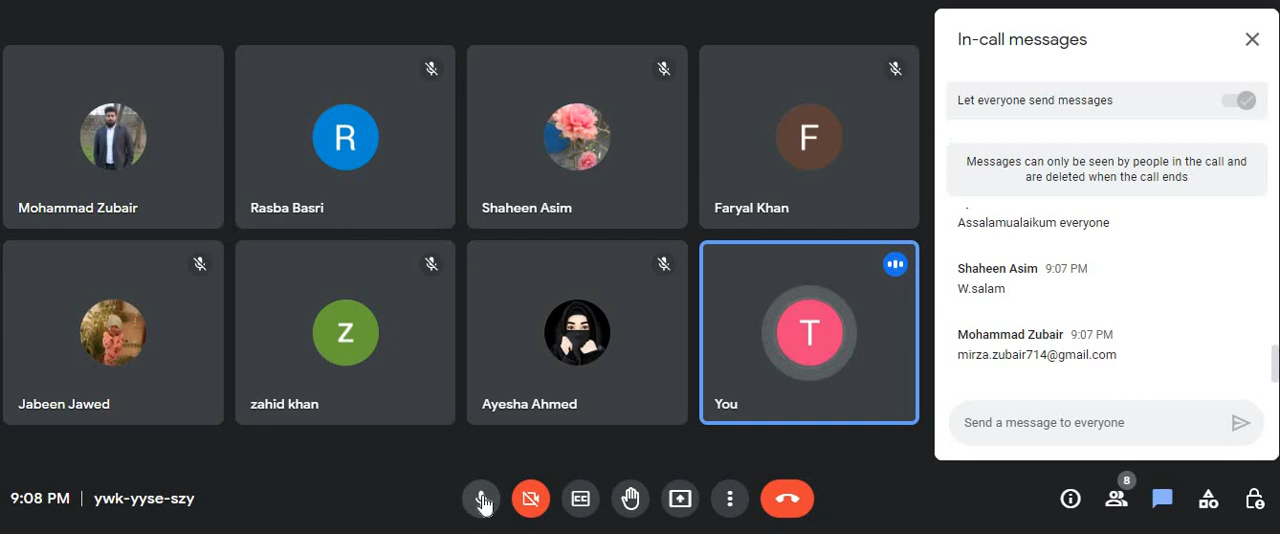 Mohammad Zubair
R
Rasba Basri
Shaheen Asim
F
Faryal Khan
Jabeen Jawed
z
zahid khan
Ayesha Ahmed
T
You
In-call messages
Let everyone send messages
Messages can only be seen by people in the call and
are deleted when the call ends
Assalamualaikum everyone
Shaheen Asim 9:07 PM
W.salam
Mohammad Zubair 9:07 PM
mirza.zubair714@gmail.com
Send a message to everyone
9:08 PM | ywk-yyse-szy
CC
8